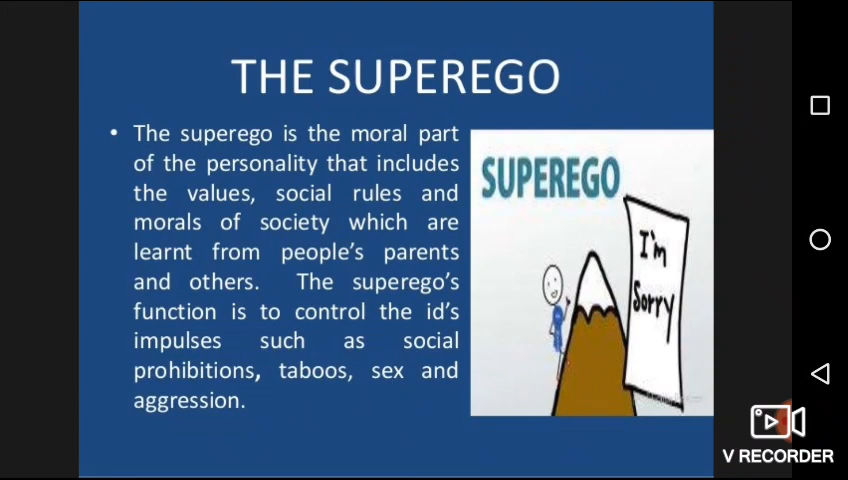 THE SUPEREGO
• The superego is the moral part
of the personality that includes
the values, social rules and
morals of society which are
learnt from people's parents
and others. The superego's
function is to control the id's
impulses such as social
prohibitions, taboos, sex and
aggression.
SUPEREGO
I'm
Sorry
V RECORDER